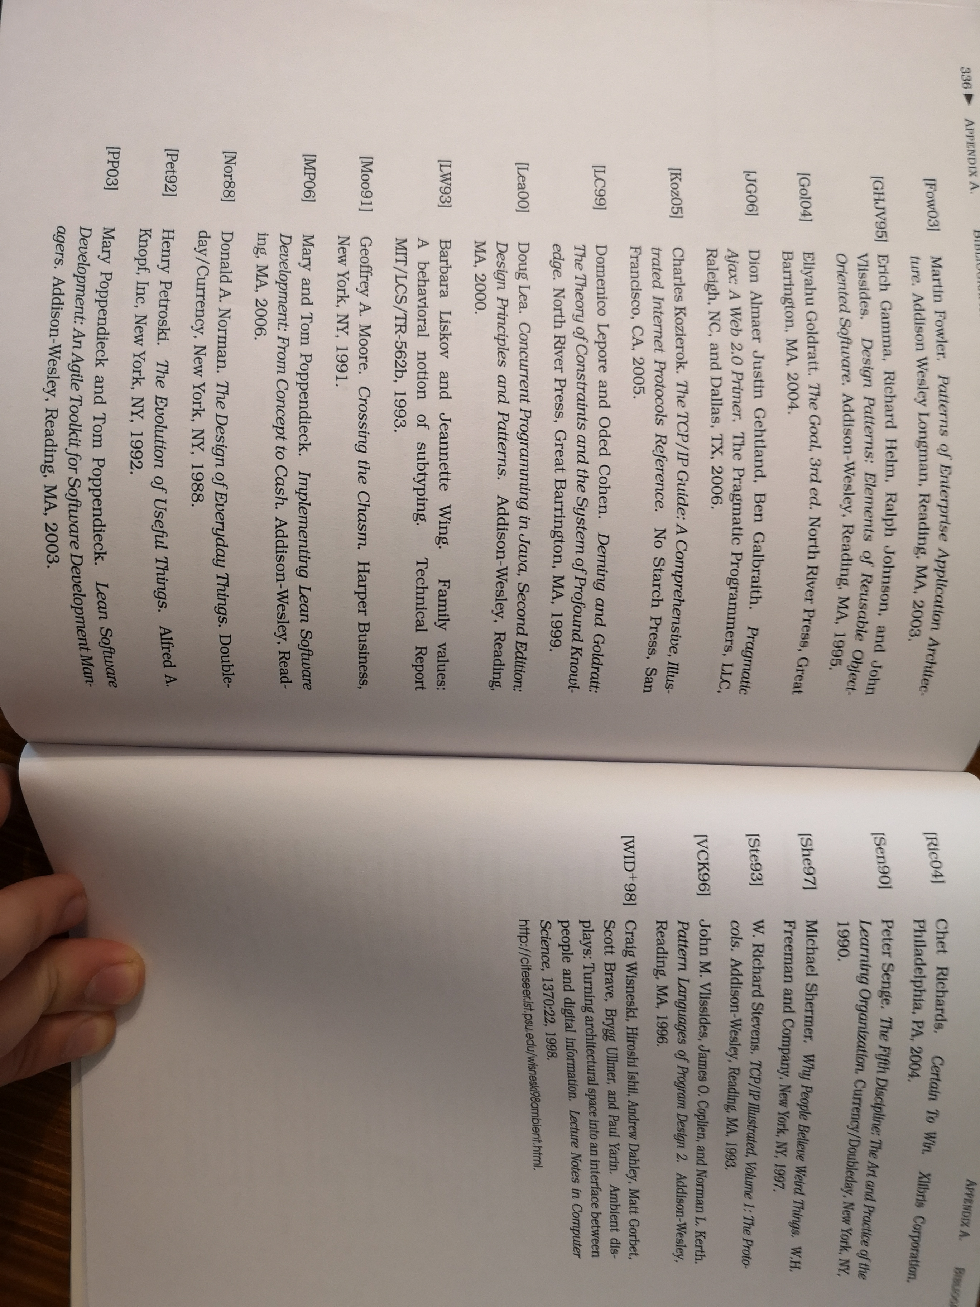 336 ▶ APPENDIX A.
[Fow03] Martin Fowler. Patterns of Enterprise Application Architec-
ture. Addison Wesley Longman, Reading, MA, 2003.
[GHJV95] Erich Gamma, Richard Helm, Ralph Johnson, and John
Vlissides. Design Patterns: Elements of Reusable Object-
Oriented Software. Addison-Wesley, Reading, MA, 1995.
[Gol04] Eliyahu Goldratt. The Goal, 3rd ed. North River Press, Great
Barrington, MA, 2004.
[JG06] Dion Almaer Justin Gehtland, Ben Galbraith. Pragmatic
Ajax: A Web 2.0 Primer. The Pragmatic Programmers, LLC,
Raleigh, NC, and Dallas, TX, 2006.
[Koz05] Charles Kozierok. The TCP/IP Guide: A Comprehensive, Illus-
trated Internet Protocols Reference. No Starch Press, San
Francisco, CA, 2005.
[LC99] Domenico Lepore and Oded Cohen. Deming and Goldratt:
The Theory of Constraints and the System of Profound Knowl-
edge. North River Press, Great Barrington, MA, 1999.
[Lea00] Doug Lea. Concurrent Programming in Java, Second Edition:
Design Principles and Patterns. Addison-Wesley, Reading,
MA, 2000.
[LW93] Barbara Liskov and Jeannette Wing. Family values:
A behavioral notion of subtyping. Technical Report
MIT/LCS/TR-562b, 1993.
[Moo91] Geoffrey A. Moore. Crossing the Chasm. Harper Business,
New York, NY, 1991.
[MP06] Mary and Tom Poppendieck. Implementing Lean Software
Development: From Concept to Cash. Addison-Wesley, Read-
ing, MA, 2006.
[Nor88] Donald A. Norman. The Design of Everyday Things. Double-
day/Currency, New York, NY, 1988.
[Pet92] Henry Petroski. The Evolution of Useful Things. Alfred A.
Knopf, Inc, New York, NY, 1992.
[PP03] Mary Poppendieck and Tom Poppendieck. Lean Software
Development: An Agile Toolkit for Software Development Man-
agers. Addison-Wesley, Reading, MA, 2003.
APPENDIX A.
[Ric04] Chet Richards. Certain To Win. Xlibris Corporation,
Philadelphia, PA, 2004.
[Sen90] Peter Senge. The Fifth Discipline: The Art and Practice of the
Learning Organization. Currency/Doubleday, New York, NY,
1990.
[She97] Michael Shermer. Why People Believe Weird Things. W.H.
Freeman and Company, New York, NY, 1997.
[Ste93] W. Richard Stevens. TCP/IP Illustrated, Volume 1: The Proto-
cols. Addison-Wesley, Reading, MA, 1993.
[VCK96] John M. Vlissides, James O. Coplien, and Norman L. Kerth.
Pattern Languages of Program Design 2. Addison-Wesley,
Reading, MA, 1996.
[WID+98] Craig Wisneski, Hiroshi Ishii, Andrew Dahley, Matt Gorbet,
Scott Brave, Brygg Ullmer, and Paul Yarin. Ambient dis-
plays: Turning architectural space into an interface between
people and digital information. Lecture Notes in Computer
Science, 1370:22, 1998.
http://citeseer.ist.psu.edu/wisneski98ambient.html.